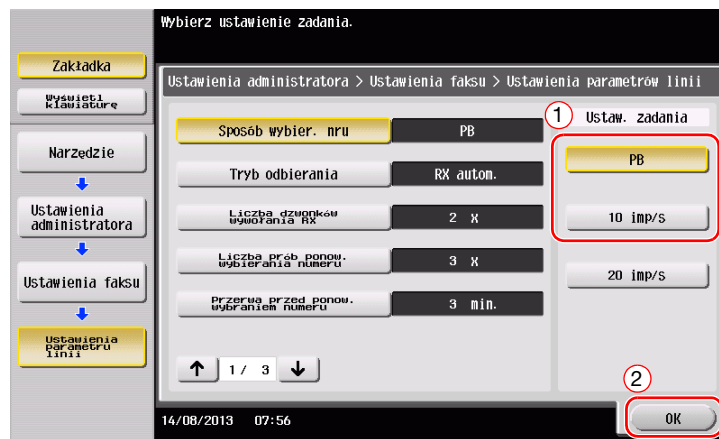 Wybierz ustawienie zadania.
Zakładka
Wyświetl
klawiaturę
Narzędzie
Ustawienia
administratora
Ustawienia faksu
Ustawienia
parametru
linii
Ustawienia administratora > Ustawienia faksu > Ustawienia parametrów linii
Sposób wybier. nru
PB
Tryb odbierania
RX autom.
Liczba dzwonków
wywołania RX
2 X
Liczba prób ponow.
wybierania numeru
3 X
Przerwa przed ponow.
wybraniem numeru
3 min.
1/ 3
1
Ustaw. zadania
PB
10 imp/s
20 imp/s
2
14/08/2013 07:56
OK